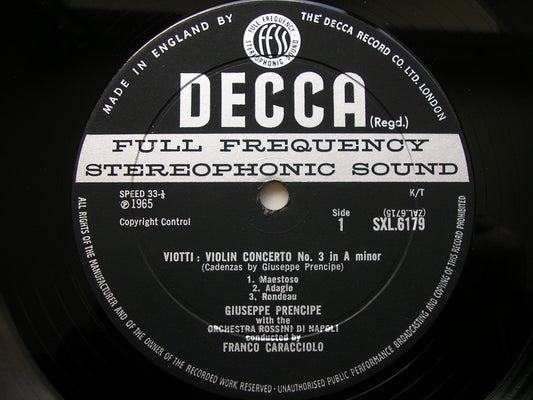 MADE IN ENGLAND BY
THE DECCA RECORD CO. LTD. LONDON
FULL FREQUENCY
ffss
STEREOPHONIC SOUND
DECCA
(Regd.)
FULL FREQUENCY
STEREOPHONIC SOUND
SPEED 33-⅓
℗1965
Copyright Control
K/T
(ZAL.6715)
Side
1 SXL.6179
VIOTTI : VIOLIN CONCERTO No. 3 in A minor
(Cadenzas by Giuseppe Prencipe)
1. Maestoso
2. Adagio
3. Rondeau
GIUSEPPE PRENCIPE
with the
ORCHESTRA ROSSINI DI NAPOLI
conducted by
FRANCO CARACCIOLO
ALL RIGHTS OF THE MANUFACTURER AND OF THE OWNER OF THE RECORDED WORK RESERVED · UNAUTHORISED PUBLIC PERFORMANCE BROADCASTING AND COPYING OF THIS RECORD PROHIBITED